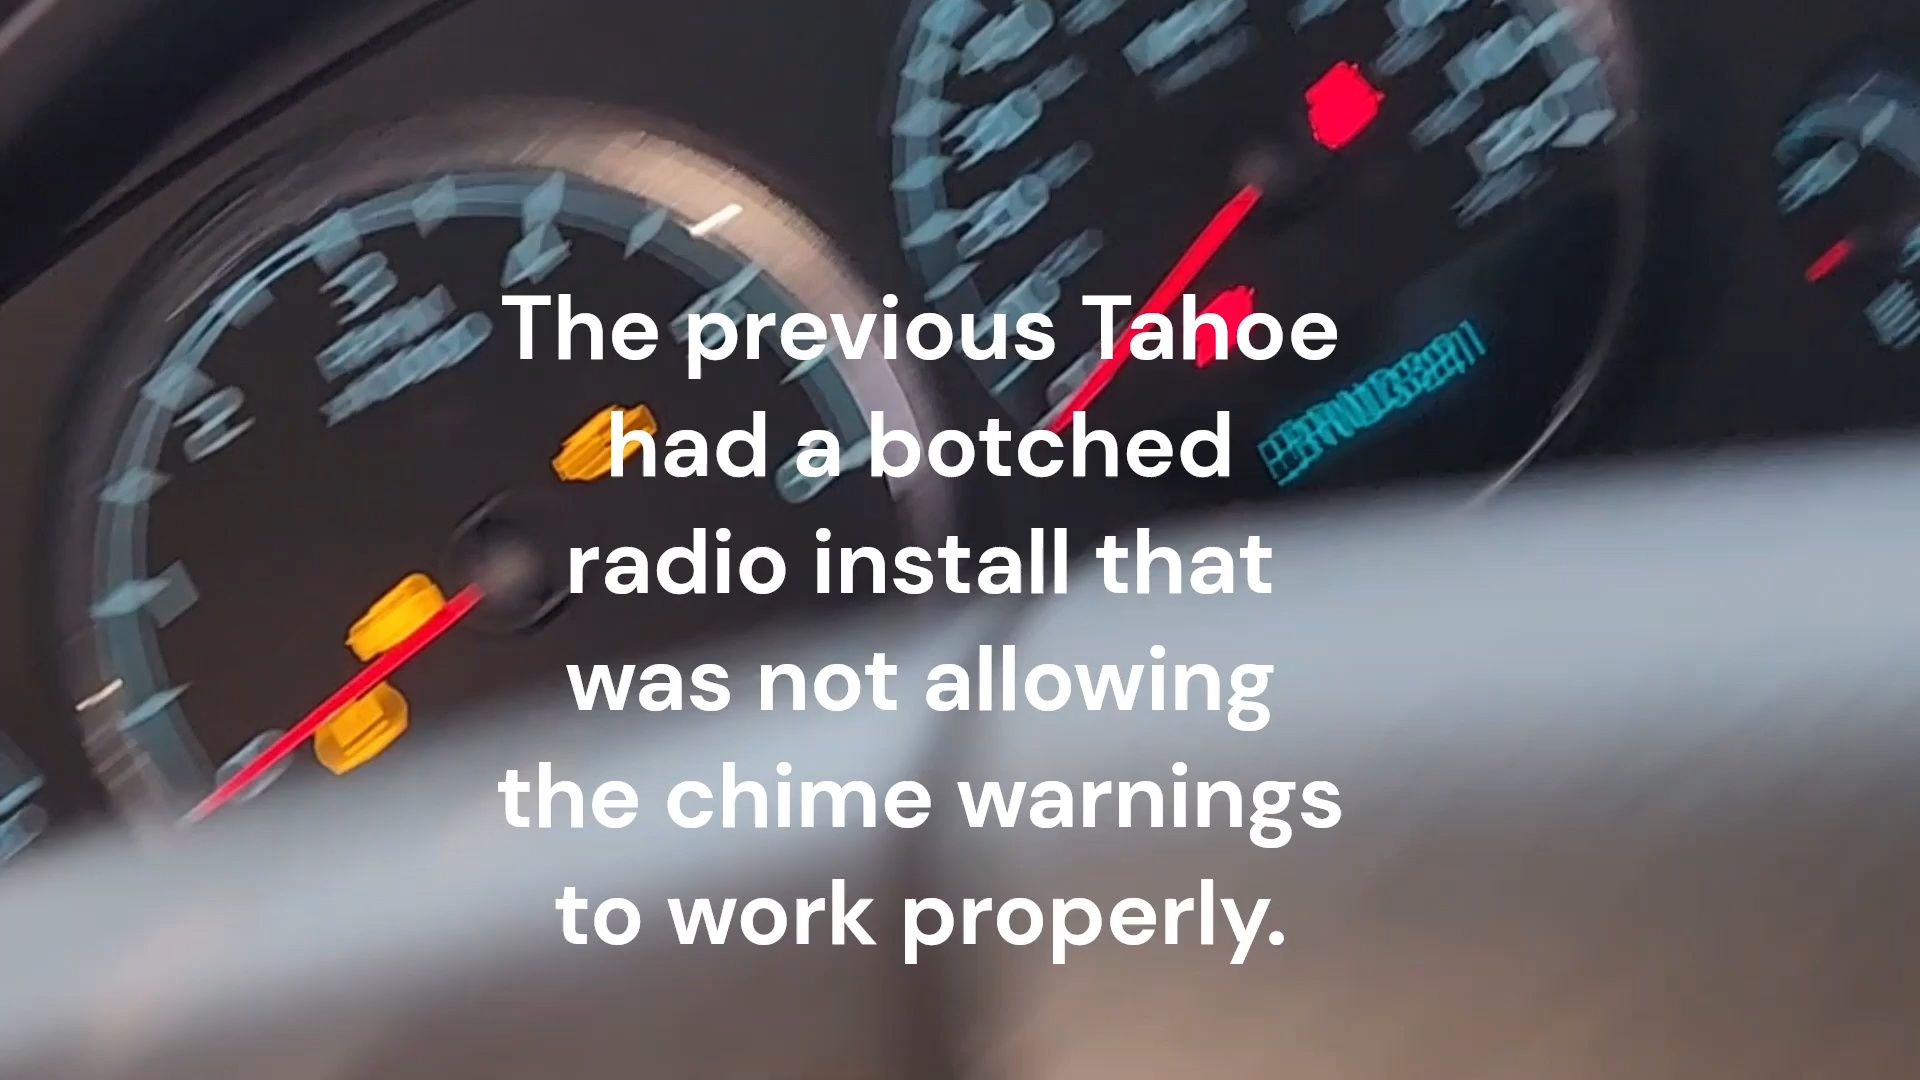 The previous Tahoe
had a botched
radio install that
was not allowing
the chime warnings
to work properly.